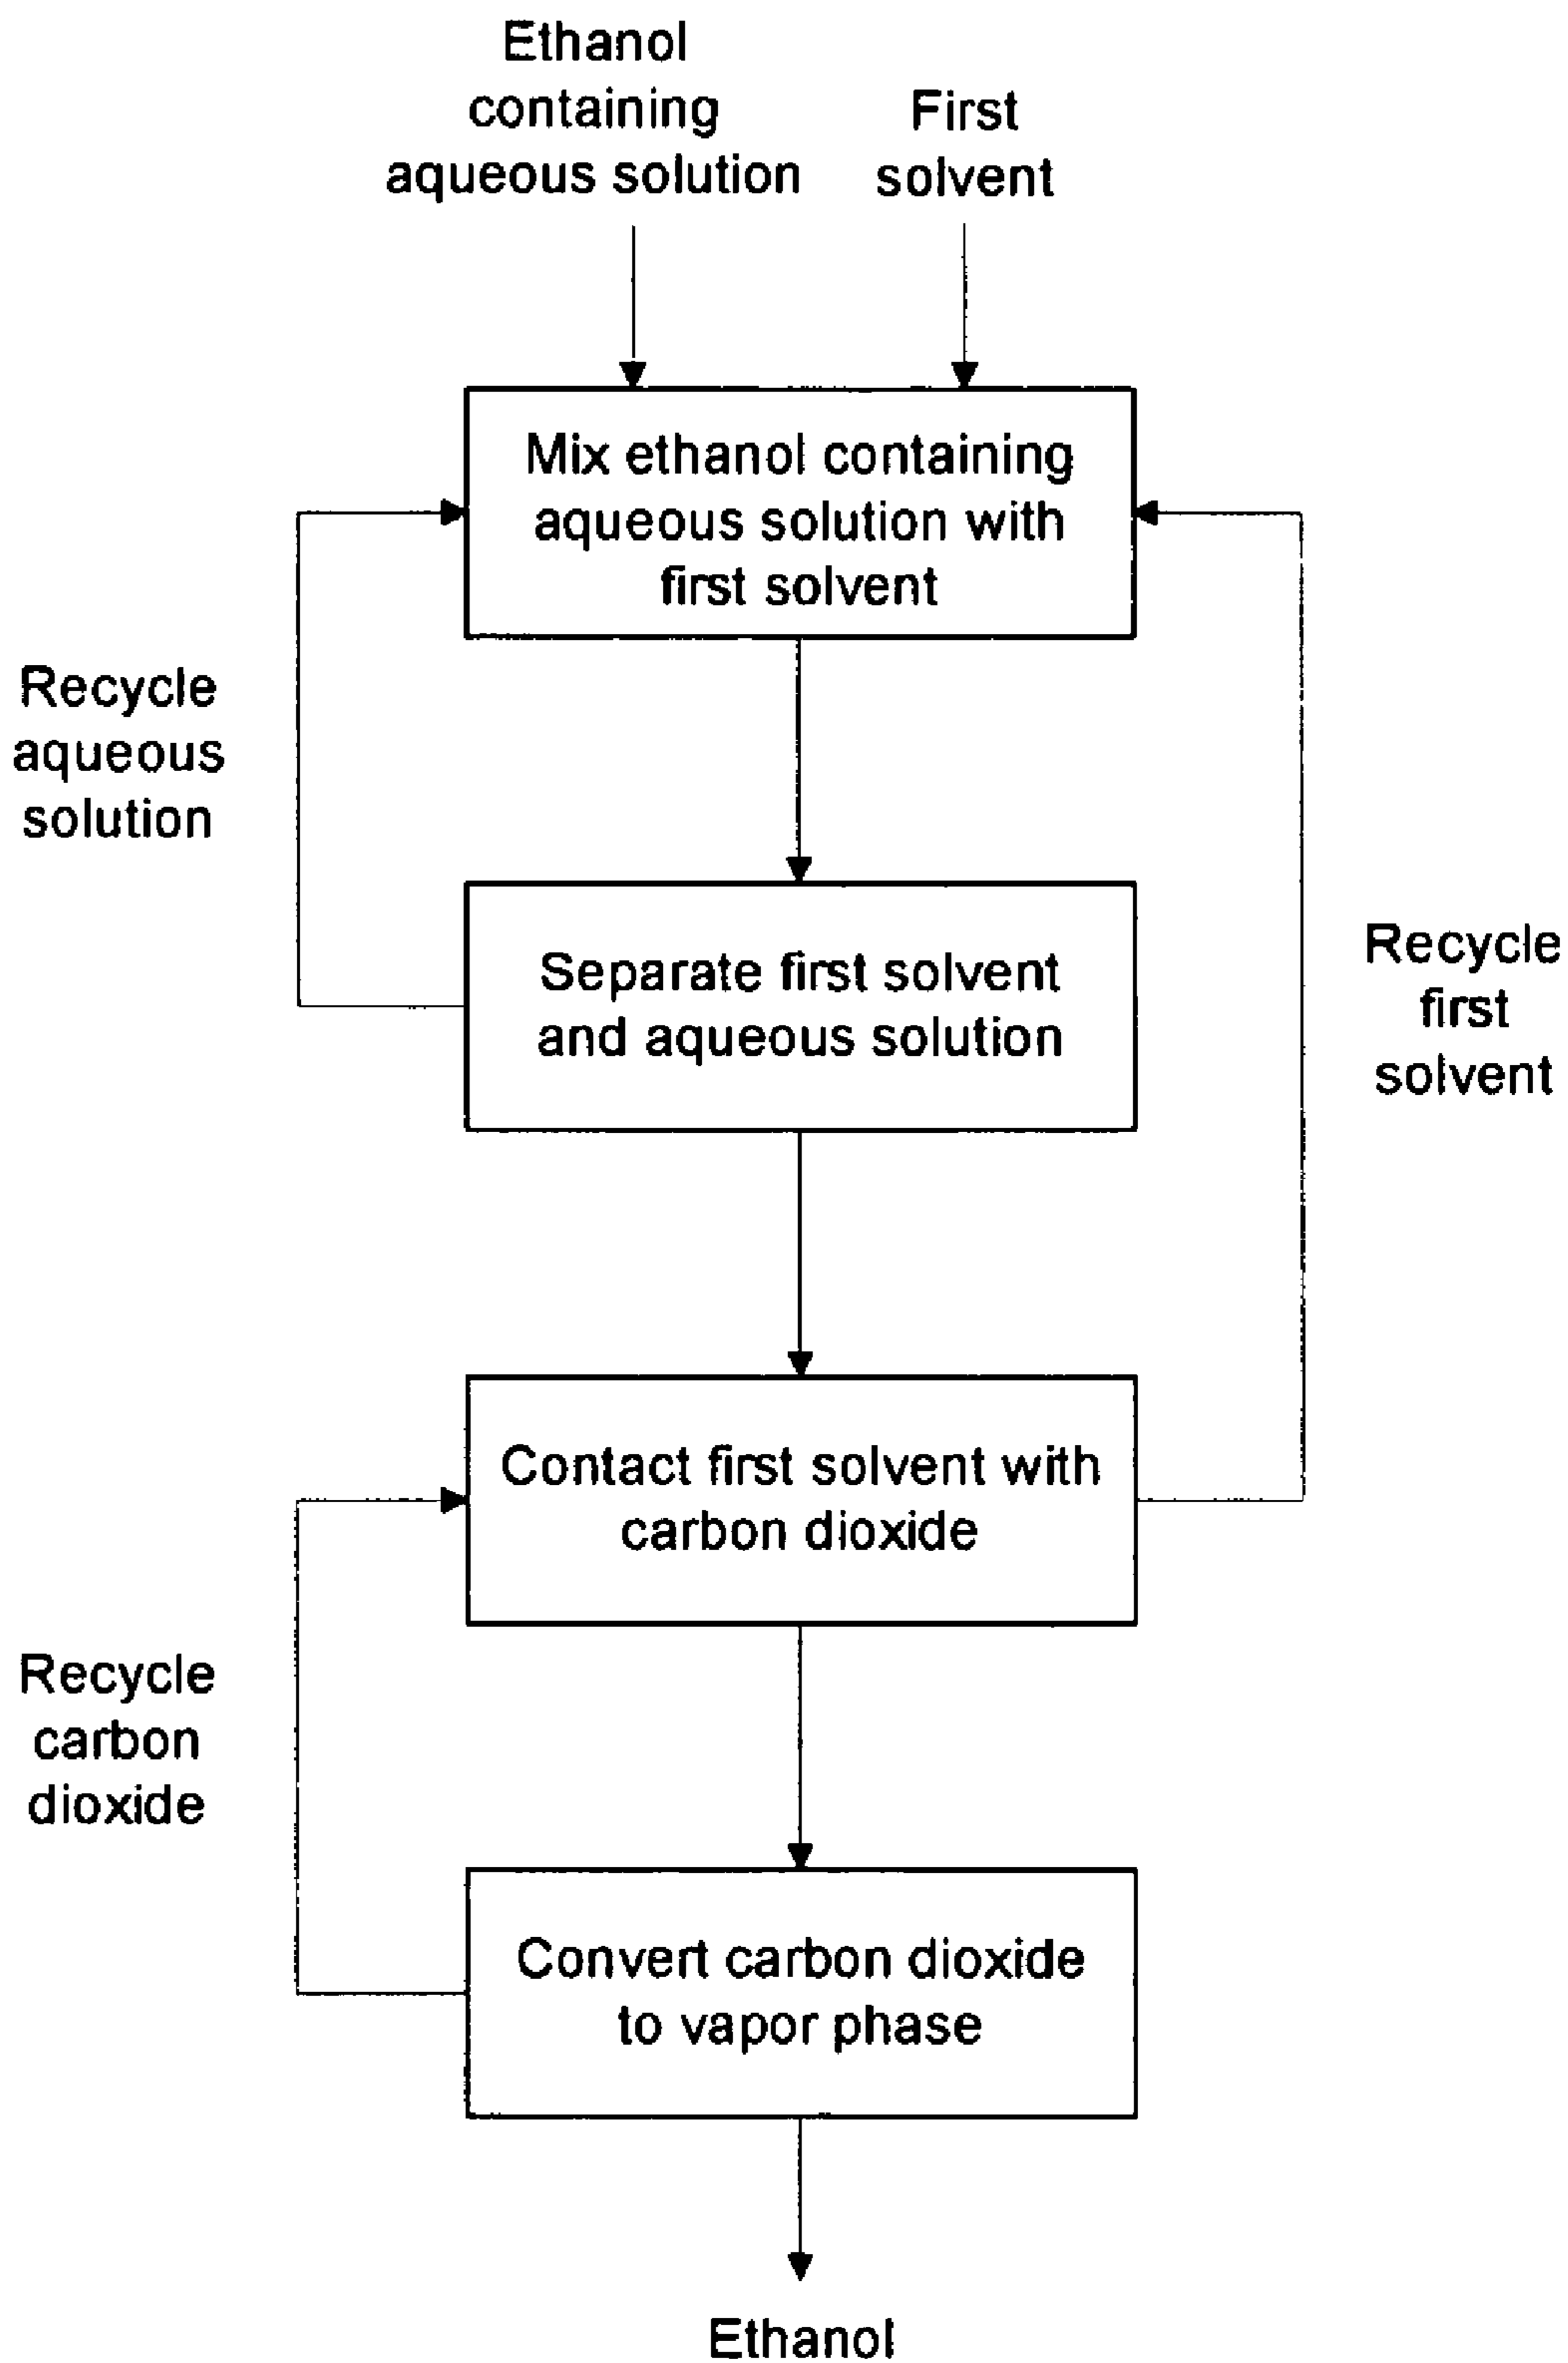 Ethanol
containing
aqueous solution
First
solvent
Mix ethanol containing
aqueous solution with
first solvent
Recycle
aqueous
solution
Separate first solvent
and aqueous solution
Recycle
first
solvent
Contact first solvent with
carbon dioxide
Recycle
carbon
dioxide
Convert carbon dioxide
to vapor phase
Ethanol